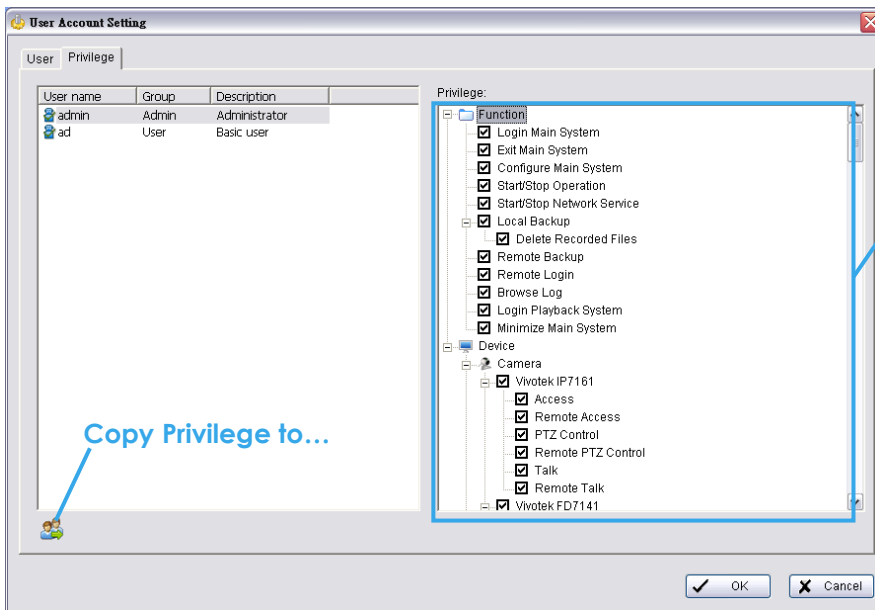 User Account Setting
User Privilege
User name Group Description
admin Admin Administrator
ad User Basic user
Copy Privilege to...
Privilege:
Function
Login Main System
Exit Main System
Configure Main System
Start/Stop Operation
Start/Stop Network Service
Local Backup
Delete Recorded Files
Remote Backup
Remote Login
Browse Log
Login Playback System
Minimize Main System
Device
Camera
Vivotek IP7161
Access
Remote Access
PTZ Control
Remote PTZ Control
Talk
Remote Talk
Vivotek FD7141
OK Cancel